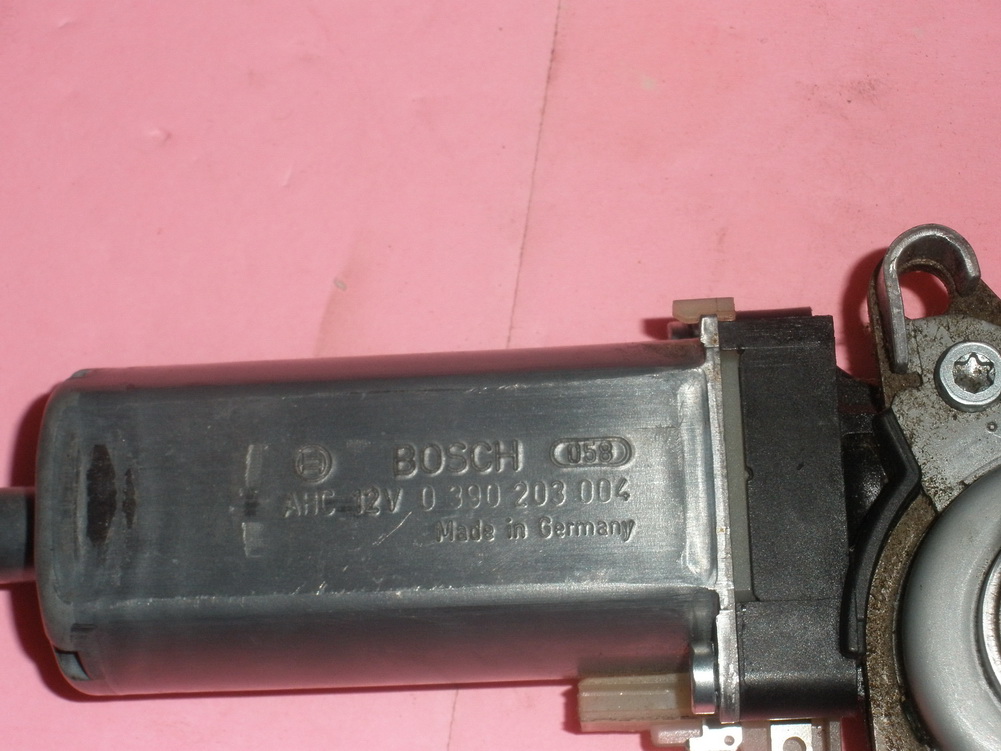 BOSCH 058
AHC 12V 0 390 203 004
Made in Germany